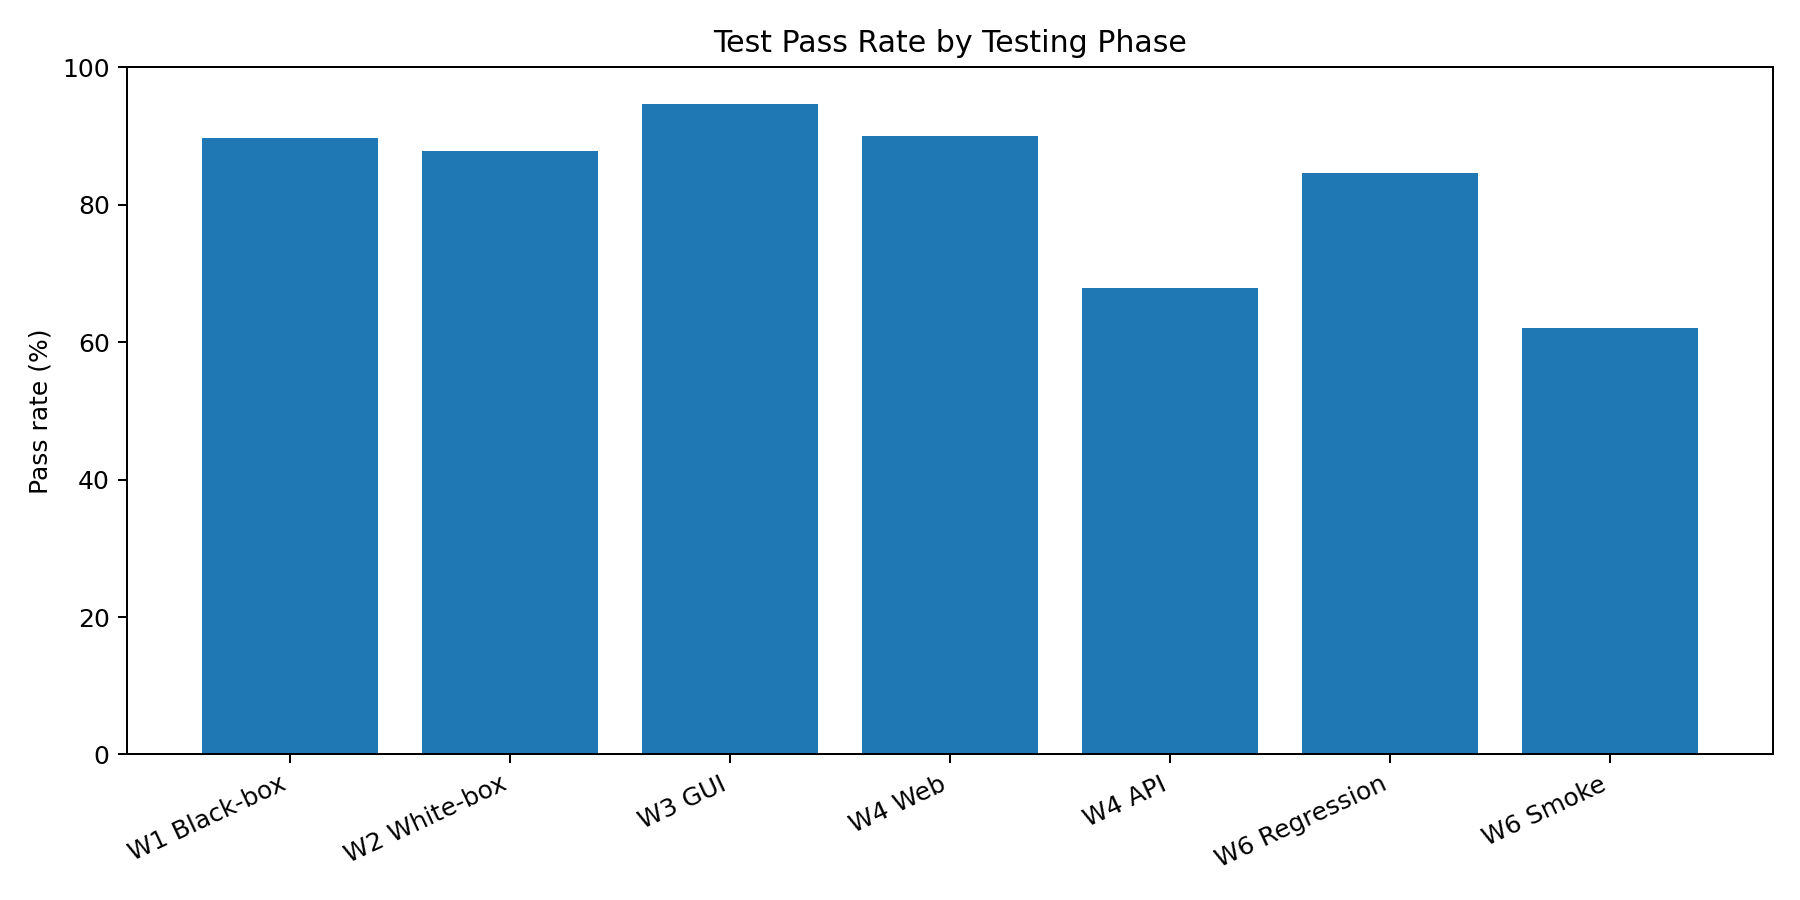 Test Pass Rate by Testing Phase
Pass rate (%)
100
80
60
40
20
0
W1 Black-box
W2 White-box
W3 GUI
W4 Web
W4 API
W6 Regression
W6 Smoke